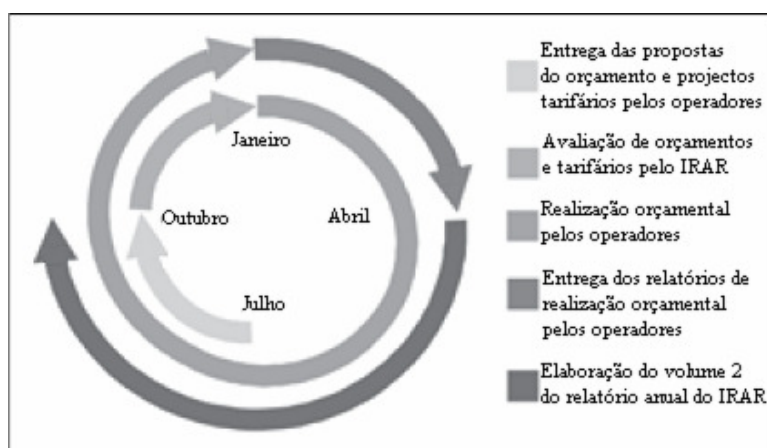 Janeiro
Outubro
Abril
Julho
Entrega das propostas
do orçamento e projectos
tarifários pelos operadores
Avaliação de orçamentos
e tarifários pelo IRAR
Realização orçamental
pelos operadores
Entrega dos relatórios de
realização orçamental
pelos operadores
Elaboração do volume 2
do relatório anual do IRAR